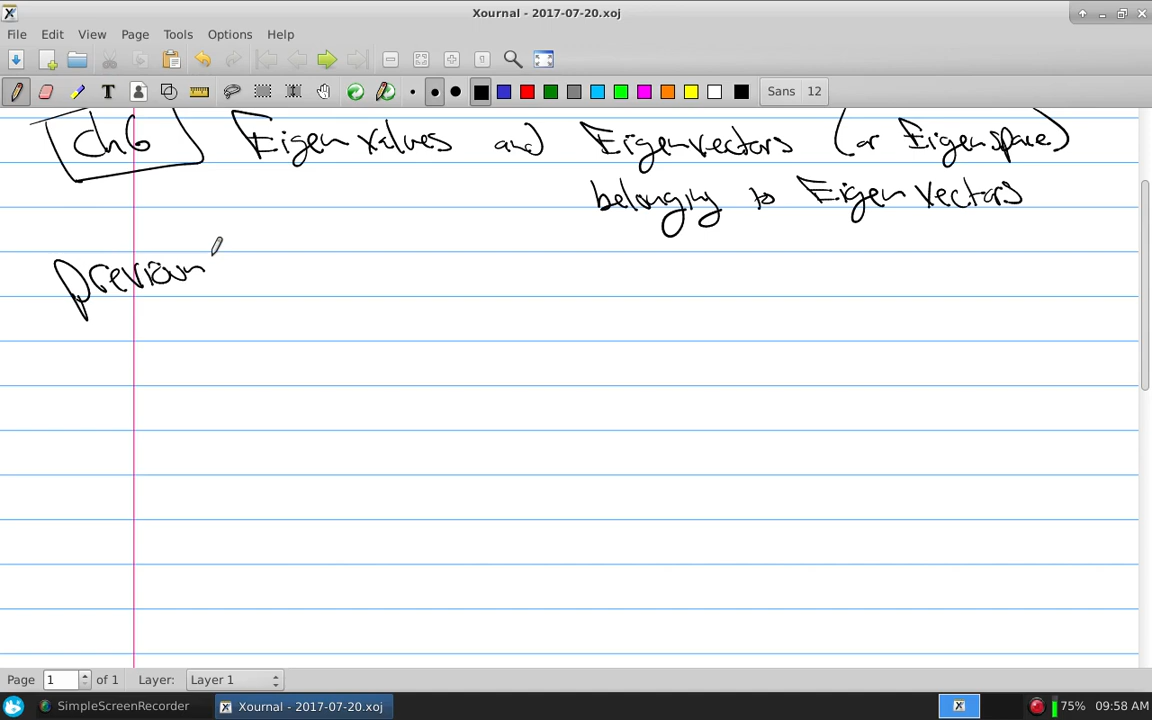 Xournal - 2017-07-20.xoj
File Edit View Page Tools Options Help
Sans 12
Ch6 Eigen Values and Eigenvectors (or Eigenspace)
belonging to Eigen vectors
previou
Page 1 of 1 Layer: Layer 1
SimpleScreenRecorder Xournal - 2017-07-20.xoj 75% 09:58 AM